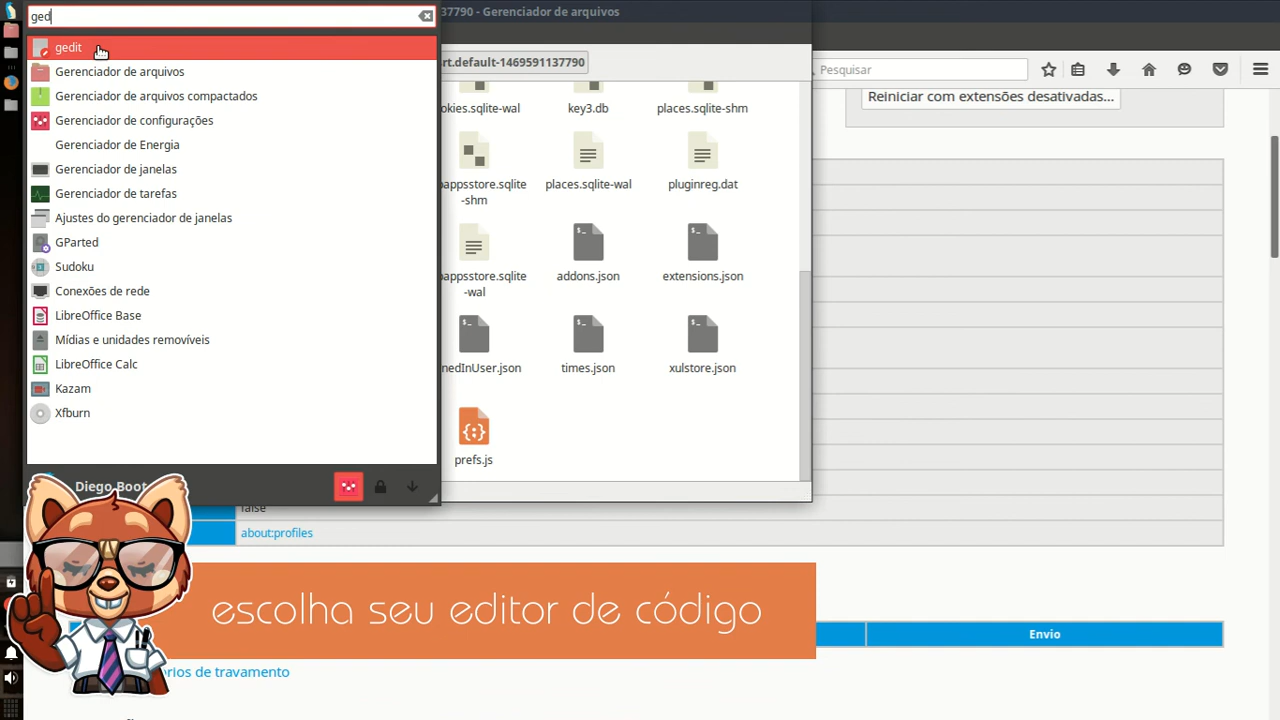 ged
gedit
Gerenciador de arquivos
Gerenciador de arquivos compactados
Gerenciador de configurações
Gerenciador de Energia
Gerenciador de janelas
Gerenciador de tarefas
Ajustes do gerenciador de janelas
GParted
Sudoku
Conexões de rede
LibreOffice Base
Mídias e unidades removíveis
LibreOffice Calc
Kazam
Xfburn
Diego Boot
37790 - Gerenciador de arquivos
rt.default-1469591137790
okies.sqlite-wal
key3.db
places.sqlite-shm
appsstore.sqlite
-shm
places.sqlite-wal
pluginreg.dat
appsstore.sqlite
-wal
addons.json
extensions.json
nedInUser.json
times.json
xulstore.json
prefs.js
Pesquisar
Reiniciar com extensões desativadas...
false
about:profiles
escolha seu editor de código
Envio
rios de travamento